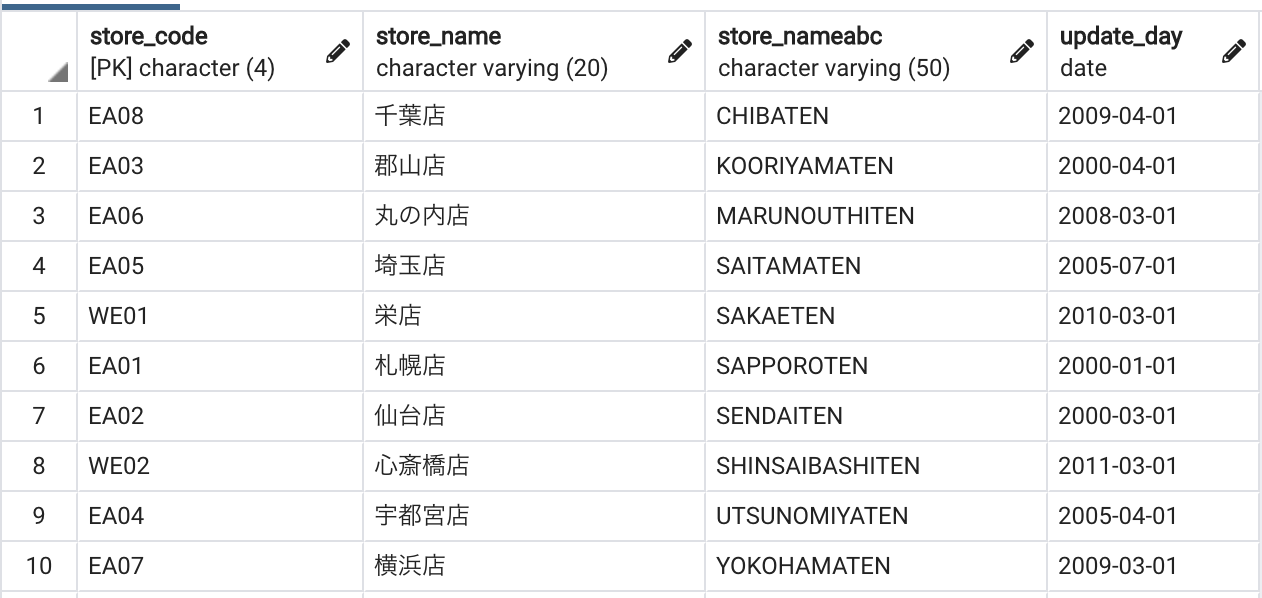 store_code store_name store_nameabc update_day
[PK] character (4) character varying (20) character varying (50) date
1 EA08 千葉店 CHIBATEN 2009-04-01
2 EA03 郡山店 KOORIYAMATEN 2000-04-01
3 EA06 丸の内店 MARUNOUTHITEN 2008-03-01
4 EA05 埼玉店 SAITAMATEN 2005-07-01
5 WE01 栄店 SAKAETEN 2010-03-01
6 EA01 札幌店 SAPPOROTEN 2000-01-01
7 EA02 仙台店 SENDAITEN 2000-03-01
8 WE02 心斎橋店 SHINSAIBASHITEN 2011-03-01
9 EA04 宇都宮店 UTSUNOMIYATEN 2005-04-01
10 EA07 横浜店 YOKOHAMATEN 2009-03-01